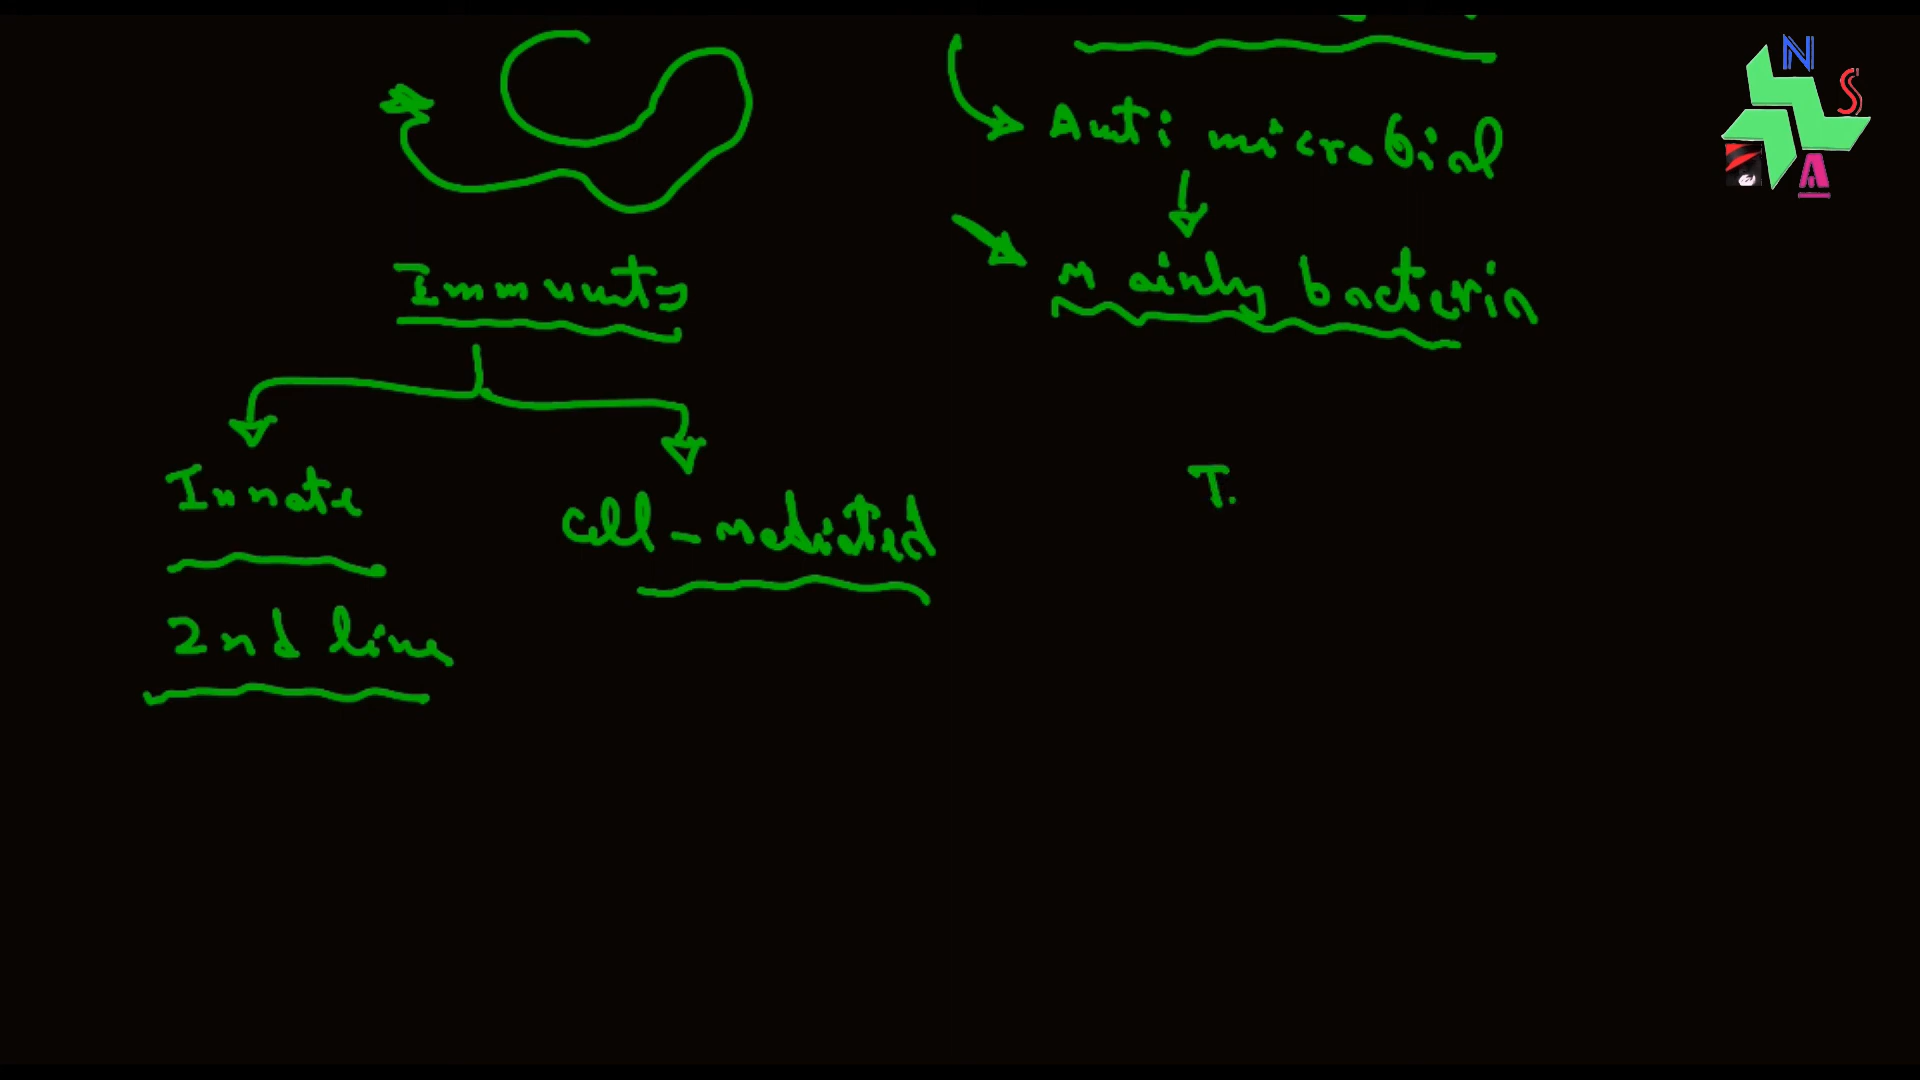 Anti microbial
Mainly bacteria
Immunity
Innate
cell-mediated
2nd line
T.
N
S
A